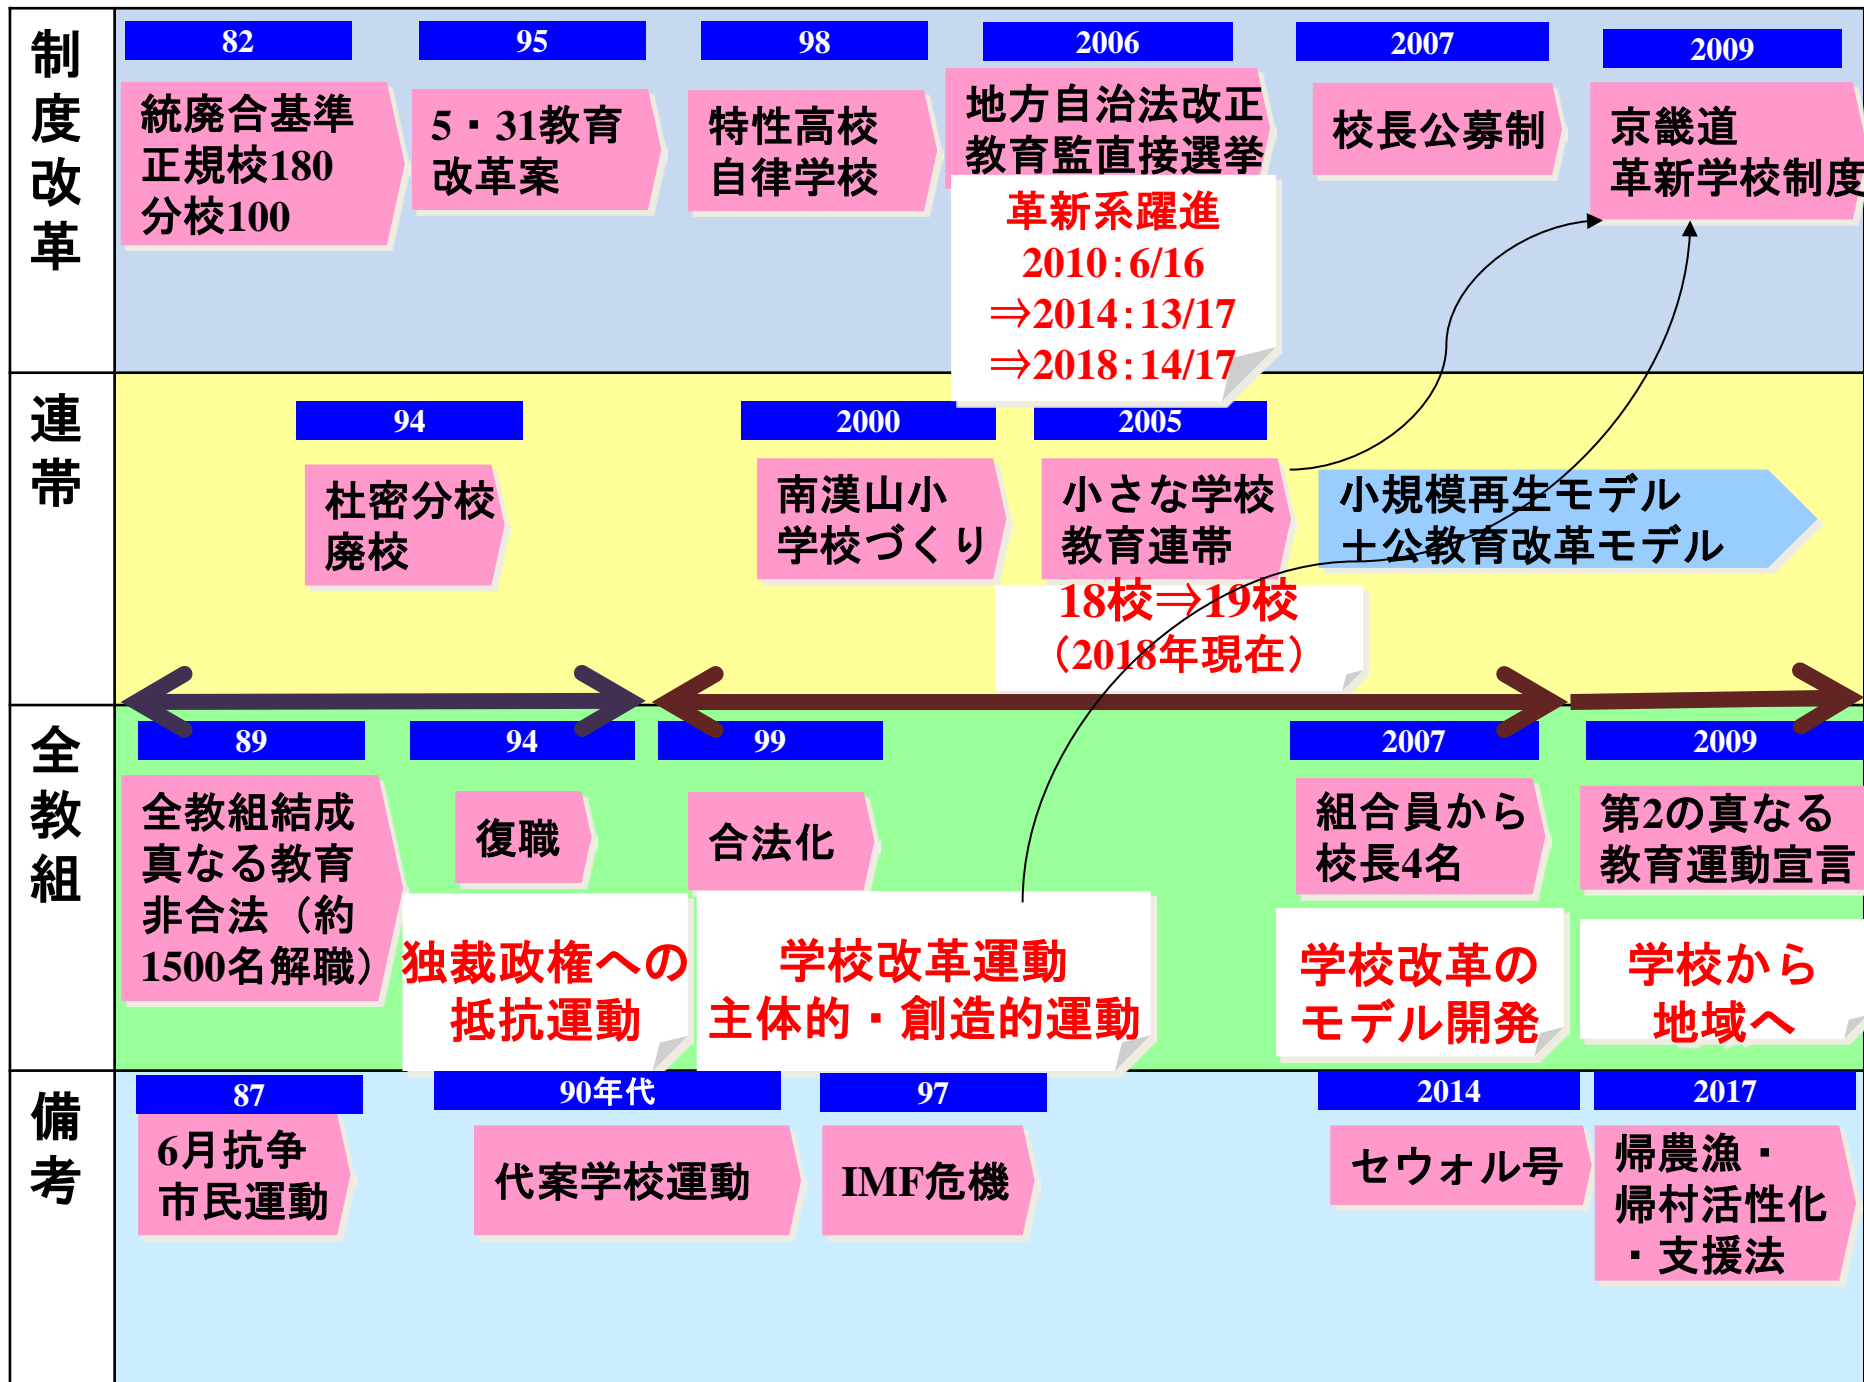 制度改革
82
統廃合基準
正規校180
分校100
95
5・31教育
改革案
98
特性高校
自律学校
2006
地方自治法改正
教育監直接選挙
革新系躍進
2010：6/16
⇒2014：13/17
⇒2018：14/17
2007
校長公募制
2009
京畿道
革新学校制度
連帯
94
杜密分校
廃校
2000
南漢山小
学校づくり
2005
小さな学校
教育連帯
18校⇒19校
（2018年現在）
小規模再生モデル
＋公教育改革モデル
全教組
89
全教組結成
真なる教育
非合法（約
1500名解職）
94
復職
独裁政権への
抵抗運動
99
合法化
学校改革運動
主体的・創造的運動
2007
組合員から
校長4名
学校改革の
モデル開発
2009
第2の真なる
教育運動宣言
学校から
地域へ
備考
87
6月抗争
市民運動
90年代
代案学校運動
97
IMF危機
2014
セウォル号
2017
帰農漁・
帰村活性化
・支援法